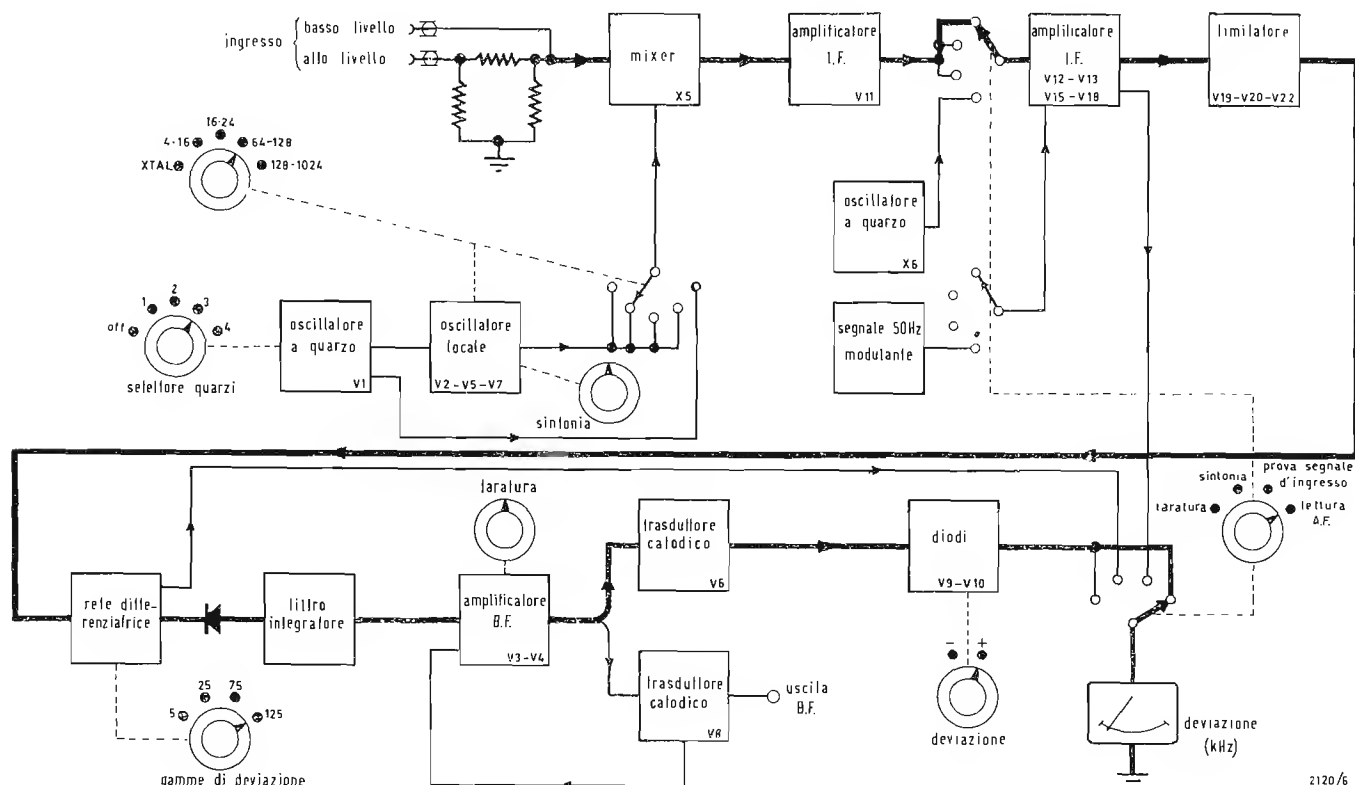 ingresso
basso livello
alto livello
mixer
X5
amplificatore
I.F.
V11
amplificatore
I.F.
V12-V13
V15-V18
limitatore
V19-V20-V22
XTAL
4-16
16-24
64-128
128-1024
oscillatore
a quarzo
X6
segnale 50Hz
modulante
off
1
2
3
4
selettore quarzi
oscillatore
a quarzo
V1
oscillatore
locale
V2-V5-V7
sintonia
taratura
sintonia
prova segnale
d'ingresso
lettura
A.F.
taratura
rete diffe-
renziatrice
filtro
integratore
amplificatore
B.F.
V3-V4
trasduttore
catodico
V6
trasduttore
catodico
V8
uscita
B.F.
diodi
V9-V10
- +
deviazione
deviazione
(kHz)
5
25
75
125
gamme di deviazione
2120/6